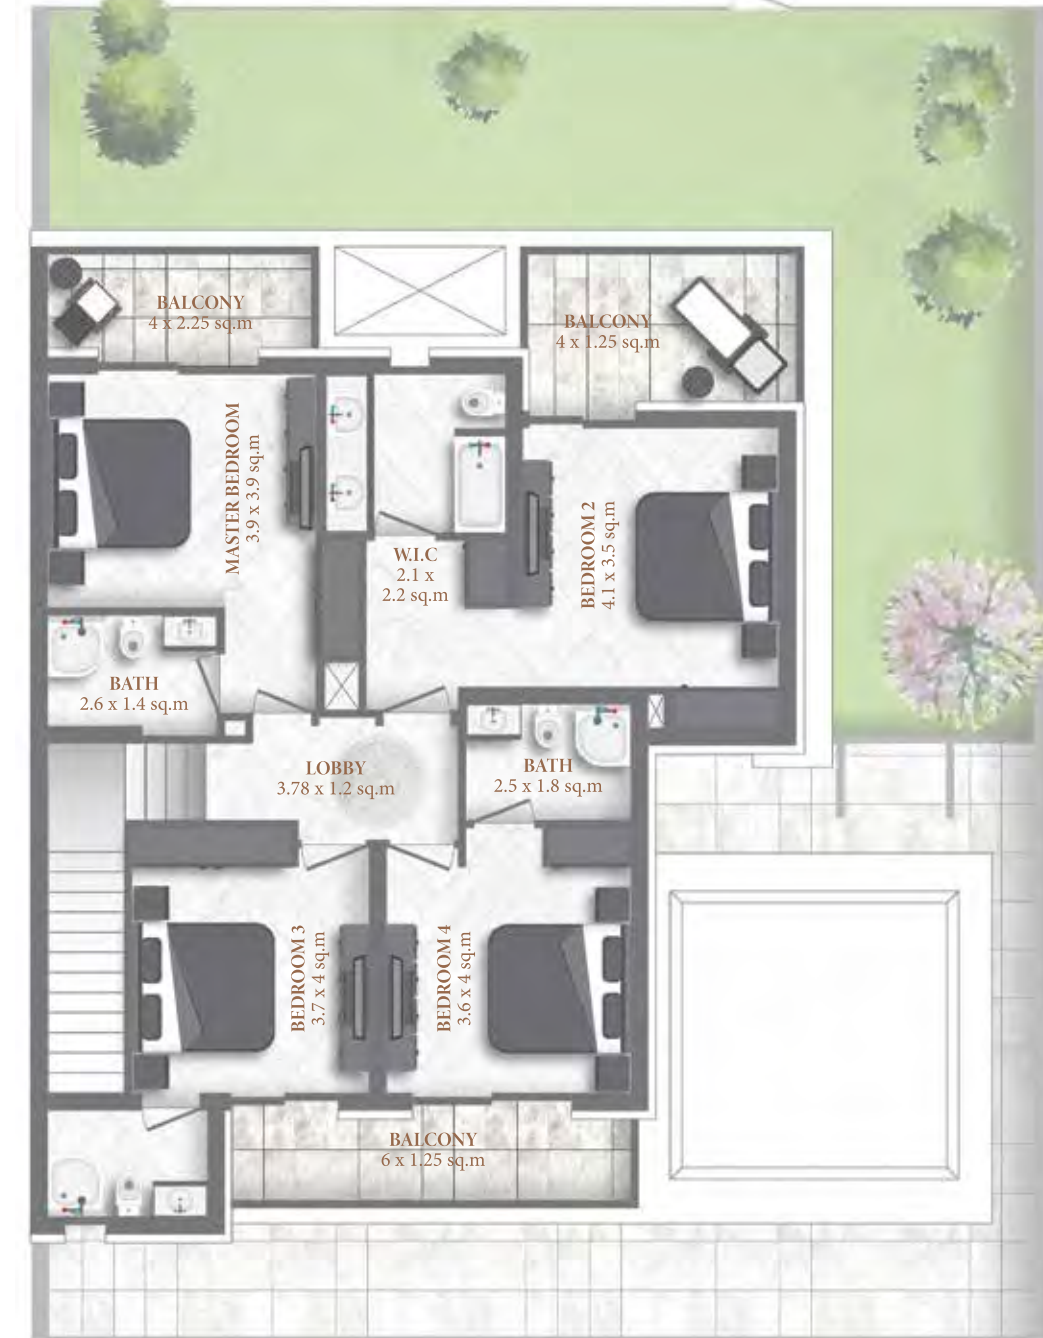 BALCONY
4 x 2.25 sq.m
BALCONY
4 x 1.25 sq.m
MASTER BEDROOM
3.9 x 3.9 sq.m
W.I.C
2.1 x
2.2 sq.m
BEDROOM 2
4.1 x 3.5 sq.m
BATH
2.6 x 1.4 sq.m
LOBBY
3.78 x 1.2 sq.m
BATH
2.5 x 1.8 sq.m
BEDROOM 3
3.7 x 4 sq.m
BEDROOM 4
3.6 x 4 sq.m
BALCONY
6 x 1.25 sq.m